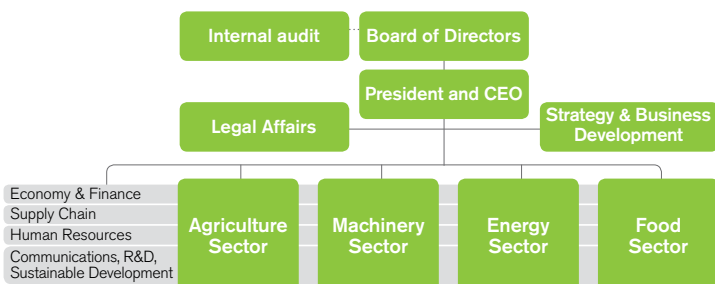 Internal audit
Board of Directors
President and CEO
Legal Affairs
Strategy & Business
Development
Economy & Finance
Supply Chain
Human Resources
Communications, R&D,
Sustainable Development
Agriculture
Sector
Machinery
Sector
Energy
Sector
Food
Sector